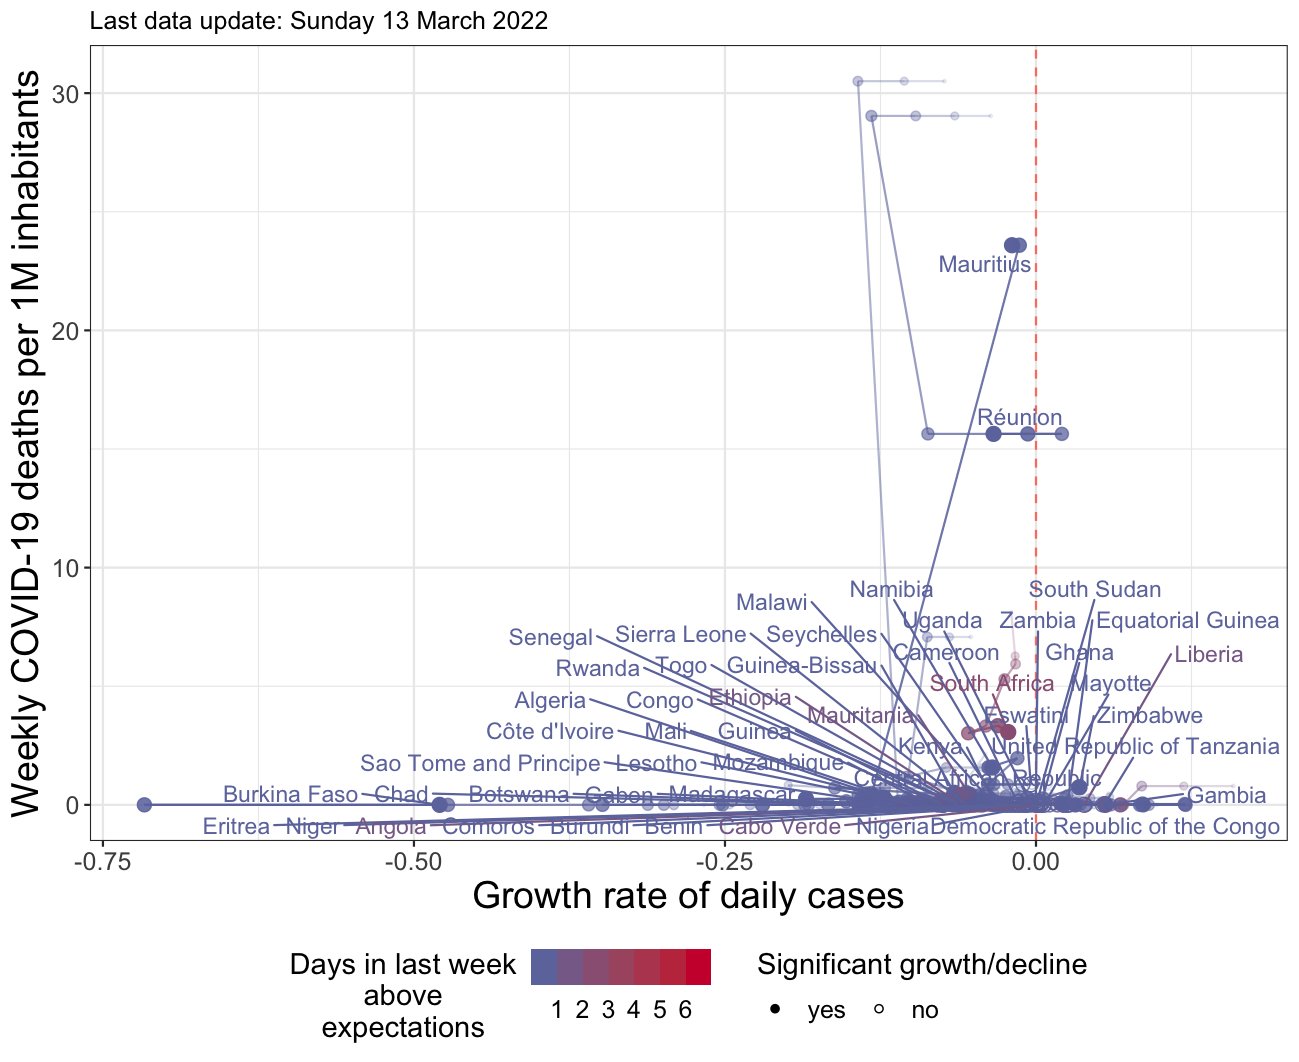 Last data update: Sunday 13 March 2022
Weekly COVID-19 deaths per 1M inhabitants
30
20
10
0
Mauritius
Réunion
Namibia
South Sudan
Malawi
Uganda
Zambia
Equatorial Guinea
Senegal
Sierra Leone
Seychelles
Cameroon
Ghana
Liberia
Rwanda
Togo
Guinea-Bissau
South Africa
Mayotte
Algeria
Congo
Ethiopia
Mauritania
Eswatini
Zimbabwe
Côte d'Ivoire
Mali
Guinea
Kenya
United Republic of Tanzania
Sao Tome and Principe
Lesotho
Mozambique
Central African Republic
Burkina Faso
Chad
Botswana
Gabon
Madagascar
Gambia
Eritrea
Niger
Angola
Comoros
Burundi
Benin
Cabo Verde
Nigeria
Democratic Republic of the Congo
-0.75
-0.50
-0.25
0.00
Growth rate of daily cases
Days in last week
above
expectations
1 2 3 4 5 6
Significant growth/decline
yes
no